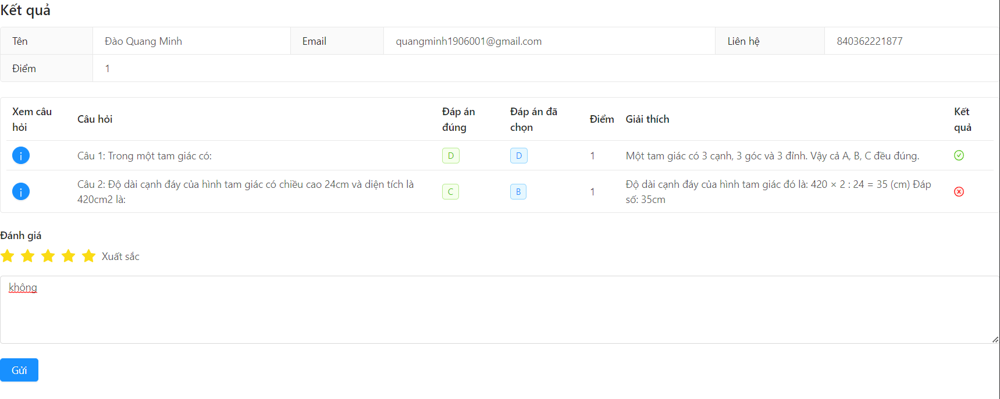 Kết quả
Tên Đào Quang Minh Email quangminh1906001@gmail.com Liên hệ 840362221877
Điểm 1
Xem câu hỏi Câu hỏi Đáp án đúng Đáp án đã chọn Điểm Giải thích Kết quả
Câu 1: Trong một tam giác có: D D 1 Một tam giác có 3 cạnh, 3 góc và 3 đỉnh. Vậy cả A, B, C đều đúng.
Câu 2: Độ dài cạnh đáy của hình tam giác có chiều cao 24cm và diện tích là
420cm2 là:
C B 1
Độ dài cạnh đáy của hình tam giác đó là: 420 × 2 : 24 = 35 (cm) Đáp
số: 35cm
Đánh giá
Xuất sắc
không
Gửi